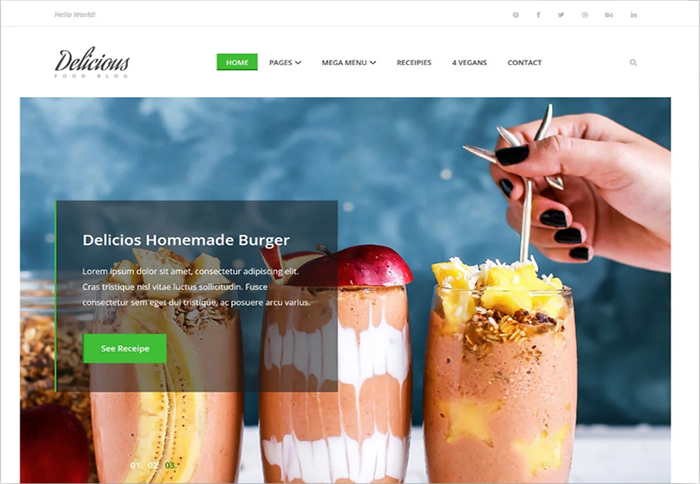 Hello World!
Delicious
FOOD BLOG
HOME PAGES MEGA MENU RECEIPIES 4 VEGANS CONTACT
Delicios Homemade Burger
Lorem ipsum dolor sit amet, consectetur adipiscing elit.
Cras tristique nisl vitae luctus sollicitudin. Fusce
consectetur sem eget dui tristique, ac posuere arcu varius.
See Receipe
01. 02. 03.